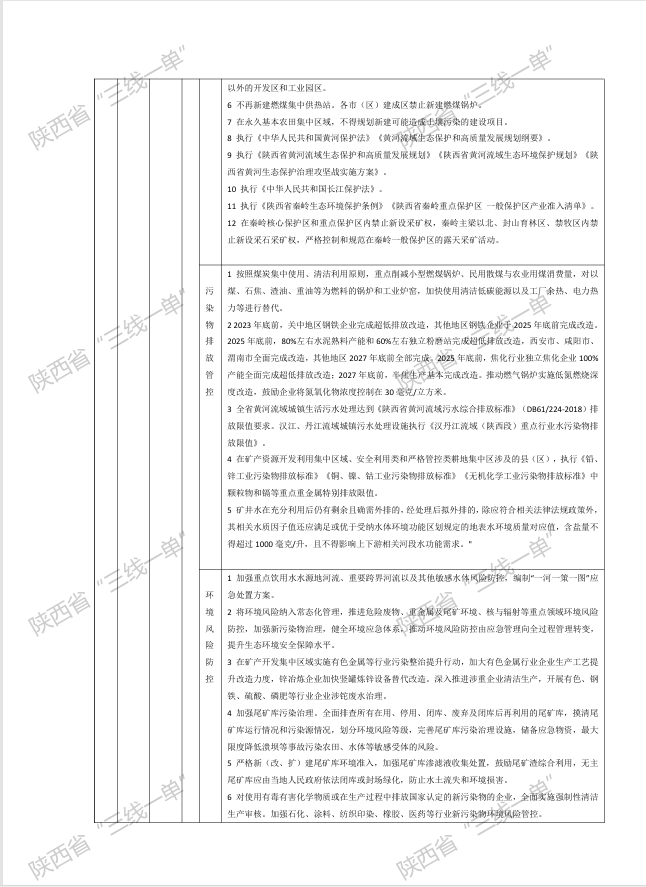 以外的开发区和工业园区。
6 不再新建燃煤集中供热站。各市（区）建成区禁止新建燃煤锅炉。
7 在永久基本农田集中区域，不得规划新建可能造成土壤污染的建设项目。
8 执行《中华人民共和国黄河保护法》《黄河流域生态保护和高质量发展规划纲要》。
9 执行《陕西省黄河流域生态保护和高质量发展规划》《陕西省黄河流域生态环境保护规划》《陕
西省黄河生态保护治理攻坚战实施方案》。
10 执行《中华人民共和国长江保护法》。
11 执行《陕西省秦岭生态环境保护条例》《陕西省秦岭重点保护区 一般保护区产业准入清单》。
12 在秦岭核心保护区和重点保护区内禁止新设采矿权，秦岭主梁以北、封山育林区、禁牧区内禁
止新设采石采矿权，严格控制和规范在秦岭一般保护区的露天采矿活动。
污
染
物
排
放
管
控
1 按照煤炭集中使用、清洁利用原则，重点削减小型燃煤锅炉、民用散煤与农业用煤消费量，对以
煤、石焦、渣油、重油等为燃料的锅炉和工业炉窑，加快使用清洁低碳能源以及工厂余热、电力热
力等进行替代。
2 2023 年底前，关中地区钢铁企业完成超低排放改造，其他地区钢铁企业于 2025 年底前完成改造。
2025 年底前，80%左右水泥熟料产能和 60%左右独立粉磨站完成超低排放改造，西安市、咸阳市、
渭南市全面完成改造，其他地区 2027 年底前全部完成。2025 年底前，焦化行业独立焦化企业 100%
产能全面完成超低排放改造；2027 年底前，半焦生产基本完成改造。推动燃气锅炉实施低氮燃烧深
度改造，鼓励企业将氮氧化物浓度控制在 30 毫克/立方米。
3 全省黄河流域城镇生活污水处理达到《陕西省黄河流域污水综合排放标准》（DB61/224-2018）排
放限值要求。汉江、丹江流域城镇污水处理设施执行《汉丹江流域（陕西段）重点行业水污染物排
放限值》。
4 在矿产资源开发利用集中区域、安全利用类和严格管控类耕地集中区涉及的县（区），执行《铅、
锌工业污染物排放标准》《铜、镍、钴工业污染物排放标准》《无机化学工业污染物排放标准》中
颗粒物和镉等重点重金属特别排放限值。
5 矿井水在充分利用后仍有剩余且确需外排的，经处理后拟外排的，除应符合相关法律法规政策外，
其相关水质因子值还应满足或优于受纳水体环境功能区划规定的地表水环境质量对应值，含盐量不
得超过 1000 毫克/升，且不得影响上下游相关河段水功能需求。"
环
境
风
险
防
控
1 加强重点饮用水水源地河流、重要跨界河流以及其他敏感水体风险防控，编制“一河一策一图”应
急处置方案。
2 将环境风险纳入常态化管理，推进危险废物、重金属及尾矿环境、核与辐射等重点领域环境风险
防控，加强新污染物治理，健全环境应急体系，推动环境风险防控由应急管理向全过程管理转变，
提升生态环境安全保障水平。
3 在矿产开发集中区域实施有色金属等行业污染整治提升行动，加大有色金属行业企业生产工艺提
升改造力度，锌冶炼企业加快竖罐炼锌设备替代改造。深入推进涉重企业清洁生产，开展有色、钢
铁、硫酸、磷肥等行业企业涉铊废水治理。
4 加强尾矿库污染治理。全面排查所有在用、停用、闭库、废弃及闭库后再利用的尾矿库，摸清尾
矿库运行情况和污染源情况，划分环境风险等级，完善尾矿库污染治理设施，储备应急物资，最大
限度降低溃坝等事故污染农田、水体等敏感受体的风险。
5 严格新（改、扩）建尾矿库环境准入，加强尾矿库渗滤液收集处置，鼓励尾矿渣综合利用，无主
尾矿库应由当地人民政府依法闭库或封场绿化，防止水土流失和环境损害。
6 对使用有毒有害化学物质或在生产过程中排放国家认定的新污染物的企业，全面实施强制性清洁
生产审核。加强石化、涂料、纺织印染、橡胶、医药等行业新污染物环境风险管控。
陕西省“三线一单”
陕西省“三线一单”
陕西省“三线一单”
陕西省“三线一单”
陕西省“三线一单”
陕西省“三线一单”
陕西省“三线一单”
陕西省“三线一单”